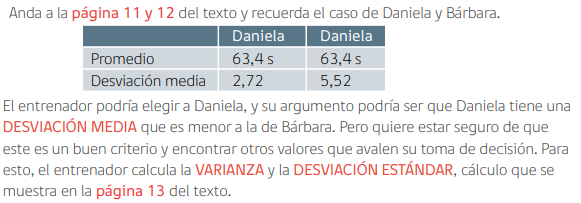 Anda a la página 11 y 12 del texto y recuerda el caso de Daniela y Bárbara.
Daniela Daniela
Promedio 63,4 s 63,4 s
Desviación media 2,72 5,52
El entrenador podría elegir a Daniela, y su argumento podría ser que Daniela tiene una
DESVIACIÓN MEDIA que es menor a la de Bárbara. Pero quiere estar seguro de que
este es un buen criterio y encontrar otros valores que avalen su toma de decisión. Para
esto, el entrenador calcula la VARIANZA y la DESVIACIÓN ESTÁNDAR, cálculo que se
muestra en la página 13 del texto.